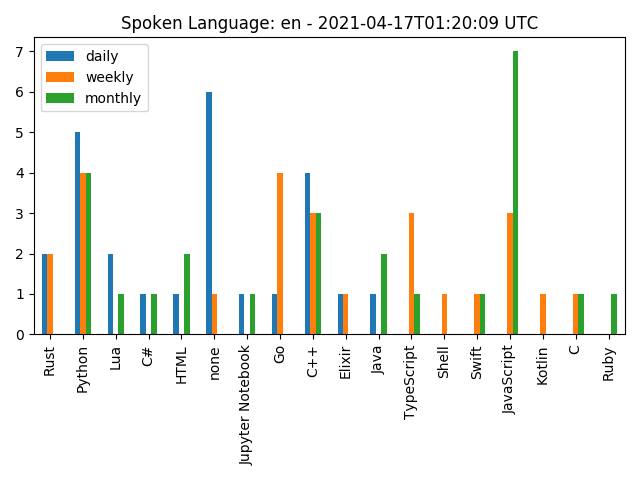 Spoken Language: en - 2021-04-17T01:20:09 UTC
daily
weekly
monthly
7
6
5
4
3
2
1
0
Rust
Python
Lua
C#
HTML
none
Jupyter Notebook
Go
C++
Elixir
Java
TypeScript
Shell
Swift
JavaScript
Kotlin
C
Ruby